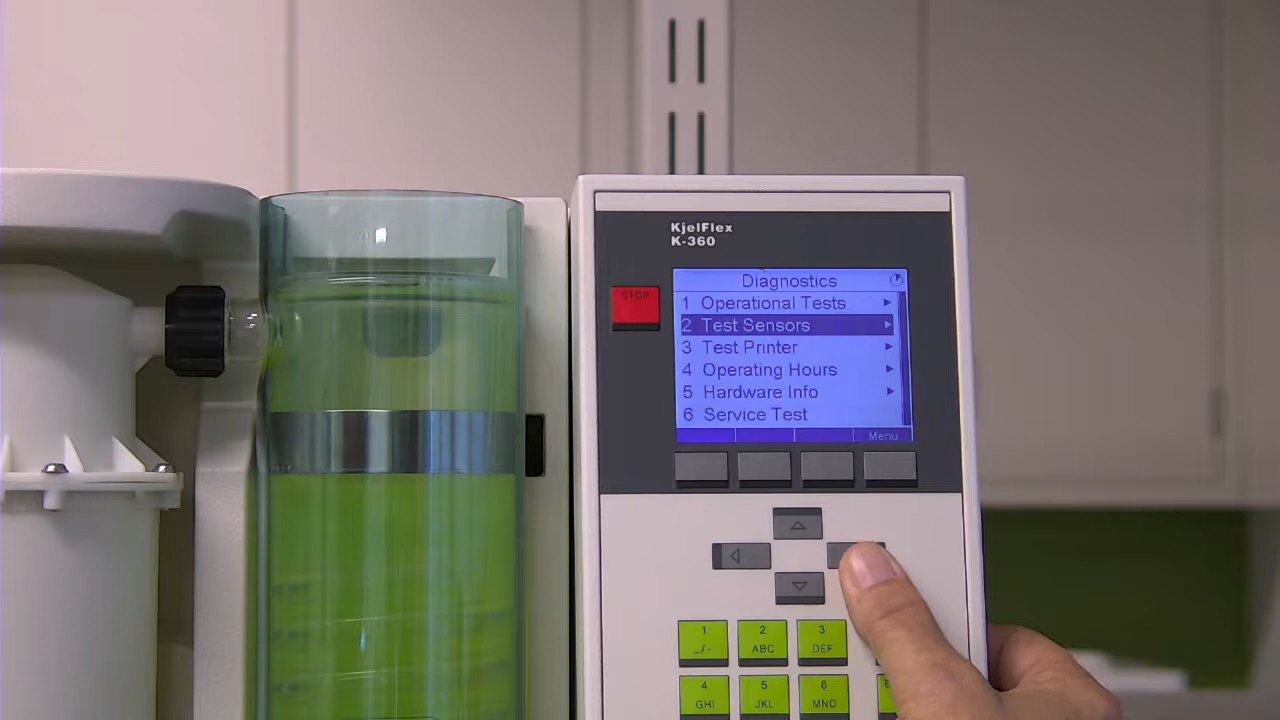 KjelFlex
K-360
STOP
Diagnostics
1 Operational Tests
2 Test Sensors
3 Test Printer
4 Operating Hours
5 Hardware Info
6 Service Test
Menu
1 2 3
_/- ABC DEF
4 5 6
GHI JKL MNO